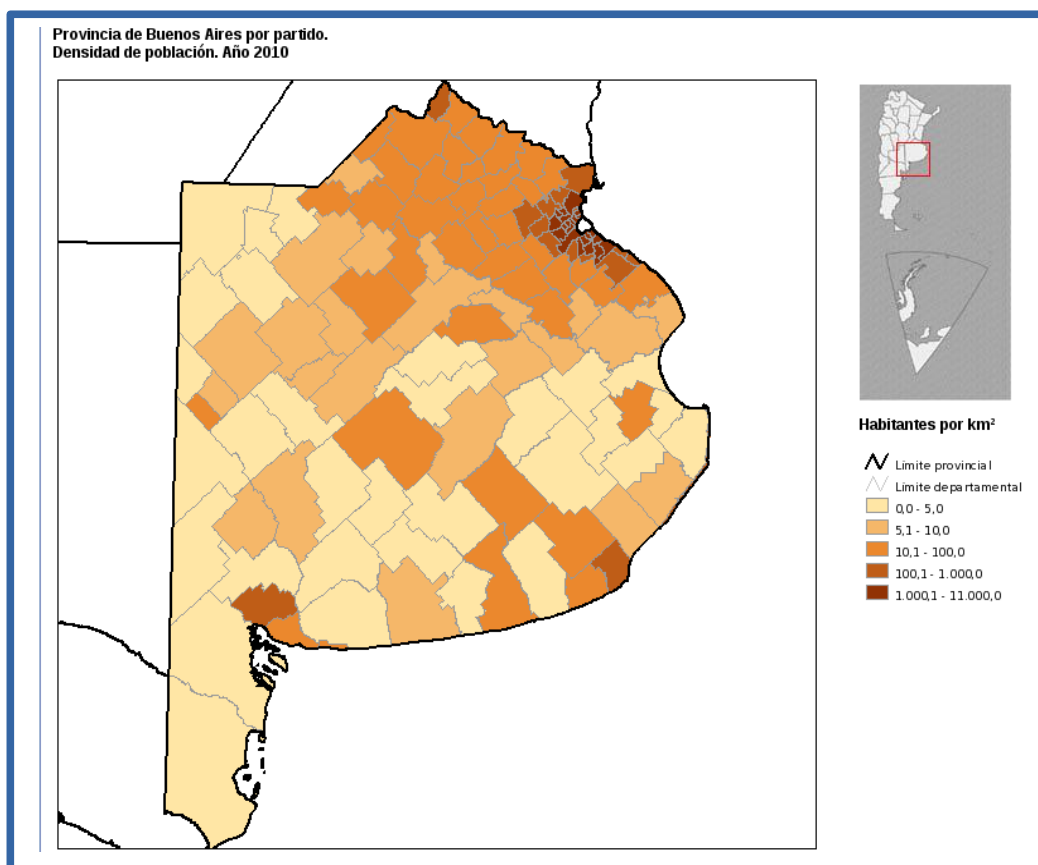 Provincia de Buenos Aires por partido.
Densidad de población. Año 2010
Habitantes por km²
Límite provincial
Límite departamental
0,0 - 5,0
5,1 - 10,0
10,1 - 100,0
100,1 - 1.000,0
1.000,1 - 11.000,0